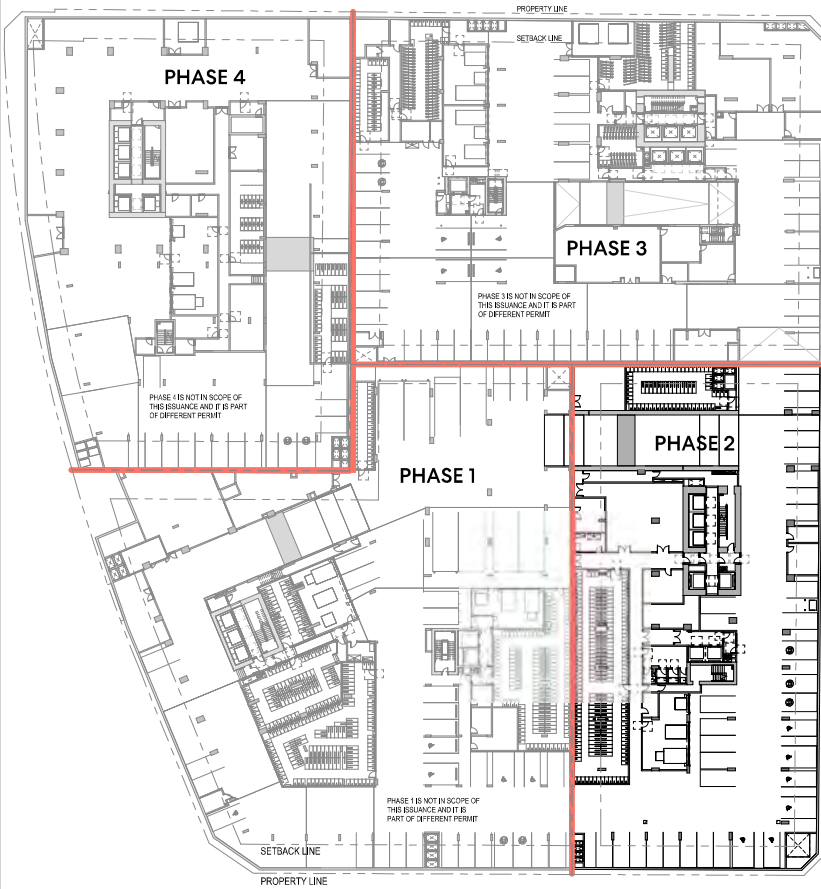 PROPERTY LINE
SETBACK LINE
PHASE 4
PHASE 3
PHASE 3 IS NOT IN SCOPE OF
THIS ISSUANCE AND IT IS PART
OF DIFFERENT PERMIT
PHASE 4 IS NOT IN SCOPE OF
THIS ISSUANCE AND IT IS PART
OF DIFFERENT PERMIT
PHASE 2
PHASE 1
PHASE 1 IS NOT IN SCOPE OF
THIS ISSUANCE AND IT IS
PART OF DIFFERENT PERMIT
SETBACK LINE
PROPERTY LINE